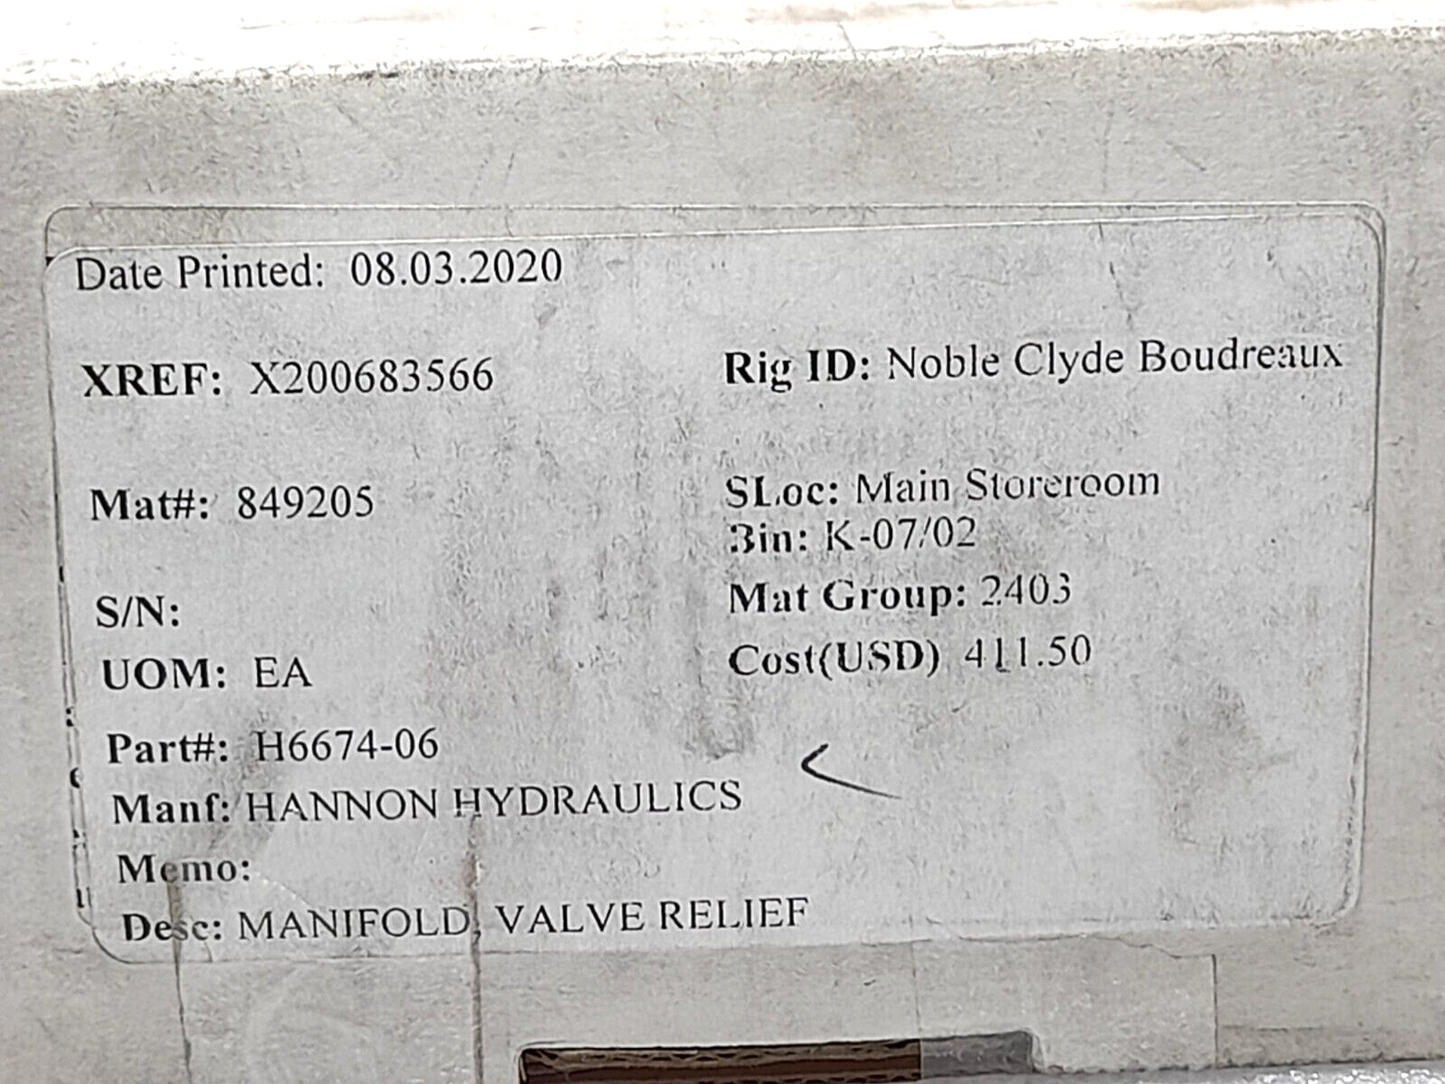 Date Printed: 08.03.2020
XREF: X200683566
Rig ID: Noble Clyde Boudreaux
Mat#: 849205
SLoc: Main Storeroom
Bin: K-07/02
Mat Group: 2403
S/N:
UOM: EA
Cost(USD) 411.50
Part#: H6674-06
Manf: HANNON HYDRAULICS
Memo:
Desc: MANIFOLD, VALVE RELIEF